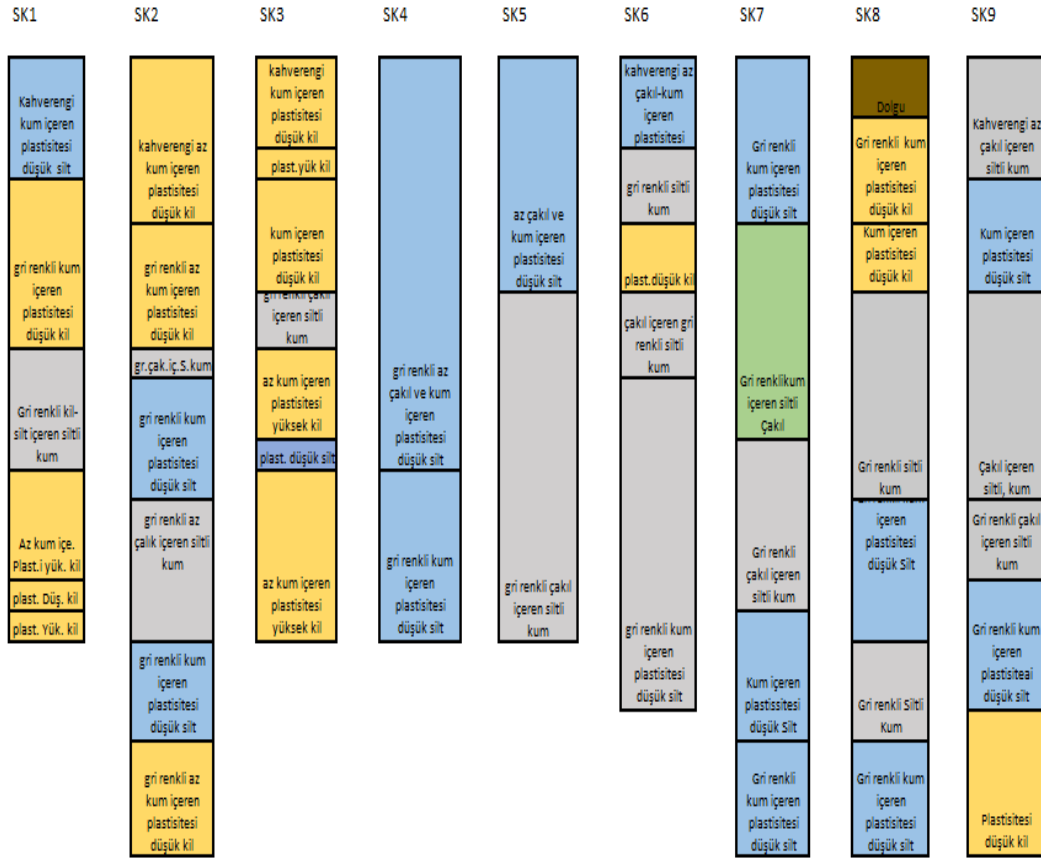 SK1
SK2
SK3
SK4
SK5
SK6
SK7
SK8
SK9
Kahverengi
kum içeren
plastisitesi
düşük silt
gri renkli kum
içeren
plastisitesi
düşük kil
Gri renkli kil-
silt içeren siltli
kum
Az kum içe.
Plast.i yük. kil
plast. Düş. kil
plast. Yük. kil
kahverengi az
kum içeren
plastisitesi
düşük kil
gri renkli az
kum içeren
plastisitesi
düşük kil
gr.çak.iç.S.kum
gri renkli kum
içeren
plastisitesi
düşük silt
gri renkli az
çalık içeren siltli
kum
gri renkli kum
içeren
plastisitesi
düşük silt
gri renkli az
kum içeren
plastisitesi
düşük kil
kahverengi
kum içeren
plastisitesi
düşük kil
plast.yük kil
kum içeren
plastisitesi
düşük kil
gri renkli çakıl
içeren siltli
kum
az kum içeren
plastisitesi
yüksek kil
plast. düşük silt
az kum içeren
plastisitesi
yüksek kil
gri renkli az
çakıl ve kum
içeren
plastisitesi
düşük silt
gri renkli kum
içeren
plastisitesi
düşük silt
az çakıl ve
kum içeren
plastisitesi
düşük silt
gri renkli çakıl
içeren siltli
kum
kahverengi az
çakıl-kum
içeren
plastisitesi
gri renkli siltli
kum
plast.düşük kil
çakıl içeren gri
renkli siltli
kum
gri renkli kum
içeren
plastisitesi
düşük silt
Gri renkli
kum içeren
plastisitesi
düşük silt
Gri renklikum
içeren siltli
Çakıl
Gri renkli
çakıl içeren
siltli kum
Kum içeren
plastissitesi
düşük Silt
Gri renkli
kum içeren
plastisitesi
düşük silt
Dolgu
Gri renkli kum
içeren
plastisitesi
düşük kil
Kum içeren
plastisitesi
düşük kil
Gri renkli siltli
kum
içeren
plastisitesi
düşük Silt
Gri renkli Siltli
Kum
Gri renkli kum
içeren
plastisitesi
düşük silt
Kahverengi az
çakıl içeren
siltli kum
Kum içeren
plastisitesi
düşük silt
Çakıl içeren
siltli, kum
Gri renkli çakıl
içeren siltli
kum
Gri renkli kum
içeren
plastisiteai
düşük silt
Plastisitesi
düşük kil